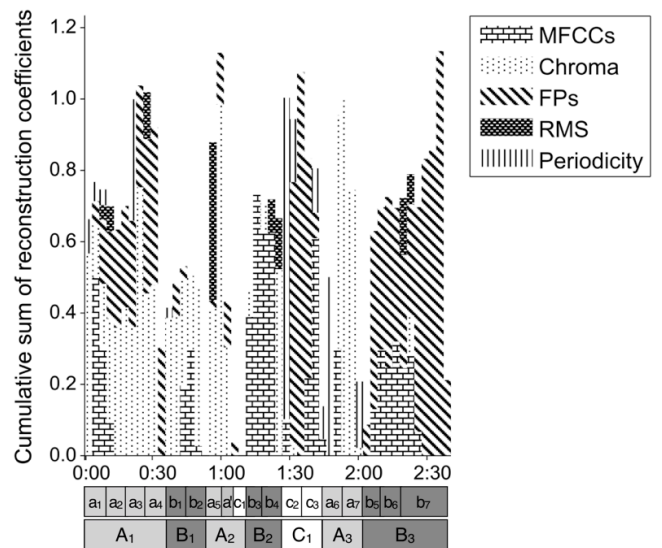 Cumulative sum of reconstruction coefficients
1.2
1.0
0.8
0.6
0.4
0.2
0.0
0:00 0:30 1:00 1:30 2:00 2:30
MFCCs
Chroma
FPs
RMS
Periodicity
a₁ a₂ a₃ a₄ b₁ b₂ a₅ a' c₁ b₃ b₄ c₂ c₃ a₆ a₇ b₅ b₆ b₇
A₁ B₁ A₂ B₂ C₁ A₃ B₃